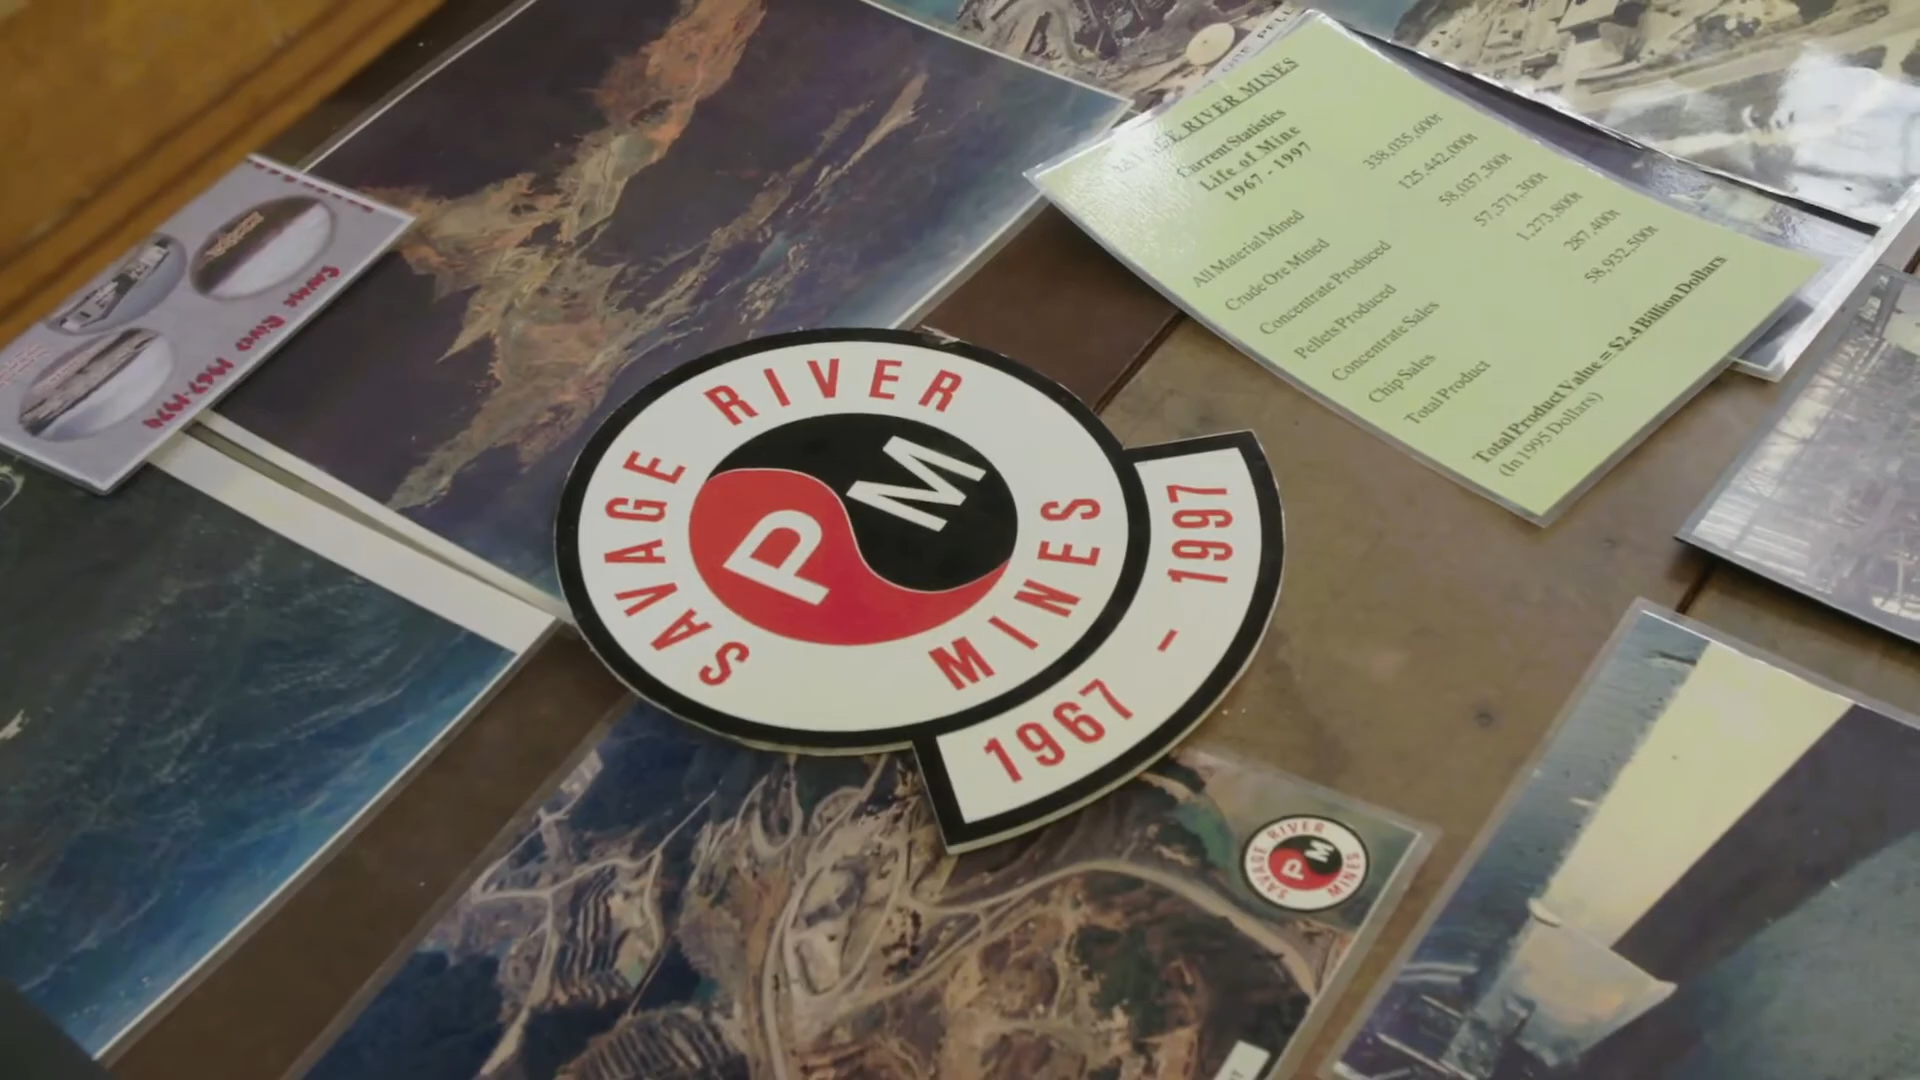 SAVAGE RIVER MINES
PM
1967 - 1997
RIVER MINES
Current Statistics
Life of Mine
1967 - 1997
All Material Mined 338,035,600t
Crude Ore Mined 125,442,000t
Concentrate Produced 58,037,300t
Pellets Produced 57,371,300t
Concentrate Sales 1,273,800t
Chip Sales 287,400t
Total Product 58,932,500t
Total Product Value = $2.4 Billion Dollars
(In 1995 Dollars)
SAVAGE RIVER MINES
PM